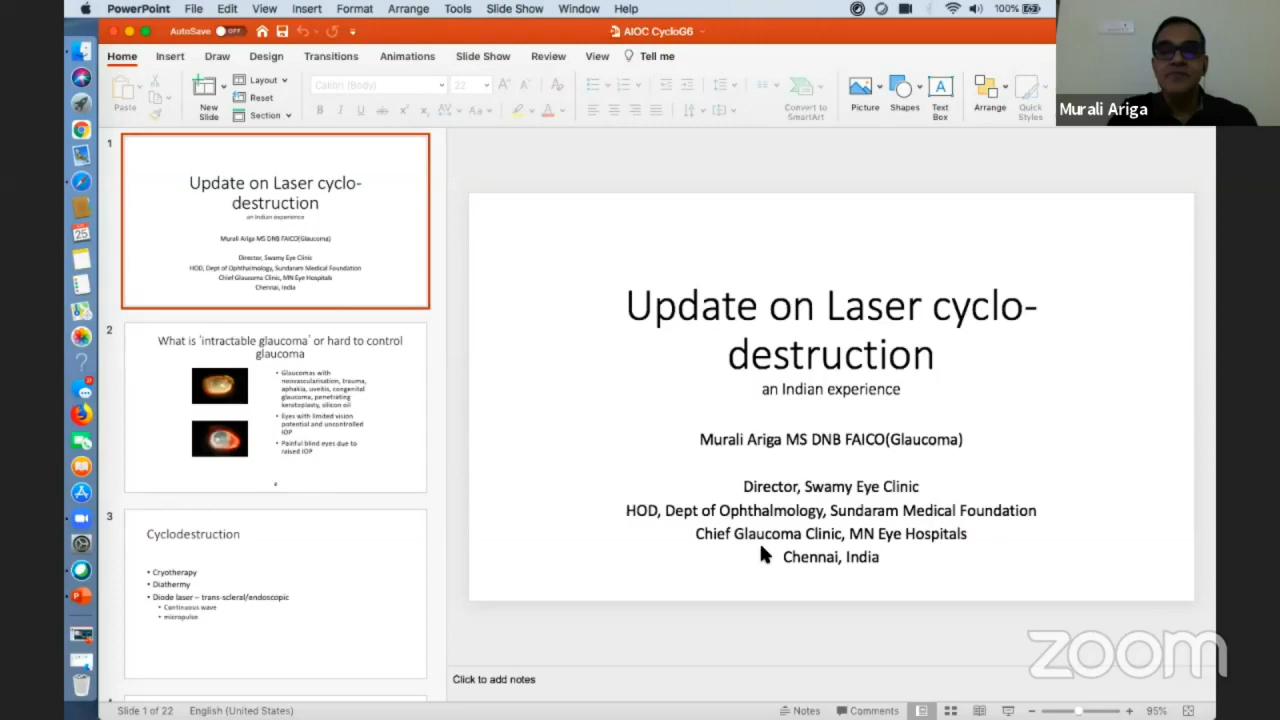 PowerPoint File Edit View Insert Format Arrange Tools Slide Show Window Help 100%
AutoSave OFF AIOC CycloG6
Home Insert Draw Design Transitions Animations Slide Show Review View Tell me
Paste New Slide Layout Reset Section Calibri (Body) 22 Convert to SmartArt Picture Shapes Text Box Arrange Quick Styles
Murali Ariga
1
Update on Laser cyclo-
destruction
an Indian experience
Murali Ariga MS DNB FAICO(Glaucoma)
Director, Swamy Eye Clinic
HOD, Dept of Ophthalmology, Sundaram Medical Foundation
Chief Glaucoma Clinic, MN Eye Hospitals
Chennai, India
2
What is 'intractable glaucoma' or hard to control
glaucoma
• Glaucomas with
neovascularisation, trauma,
aphakia, uveitis, congenital
glaucoma, penetrating
keratoplasty, silicon oil
• Eyes with limited vision
potential and uncontrolled
IOP
• Painful blind eyes due to
raised IOP
3
Cyclodestruction
• Cryotherapy
• Diathermy
• Diode laser – trans-scleral/endoscopic
• Continuous wave
• micropulse
Update on Laser cyclo-
destruction
an Indian experience
Murali Ariga MS DNB FAICO(Glaucoma)
Director, Swamy Eye Clinic
HOD, Dept of Ophthalmology, Sundaram Medical Foundation
Chief Glaucoma Clinic, MN Eye Hospitals
Chennai, India
zoom
Click to add notes
Slide 1 of 22 English (United States) Notes Comments 95%